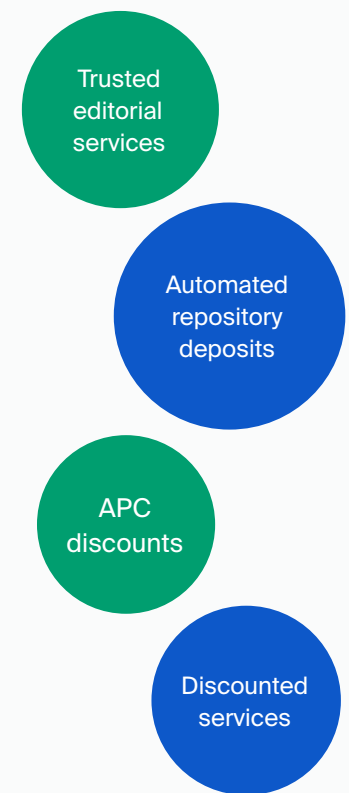 Trusted
editorial
services
Automated
repository
deposits
APC
discounts
Discounted
services